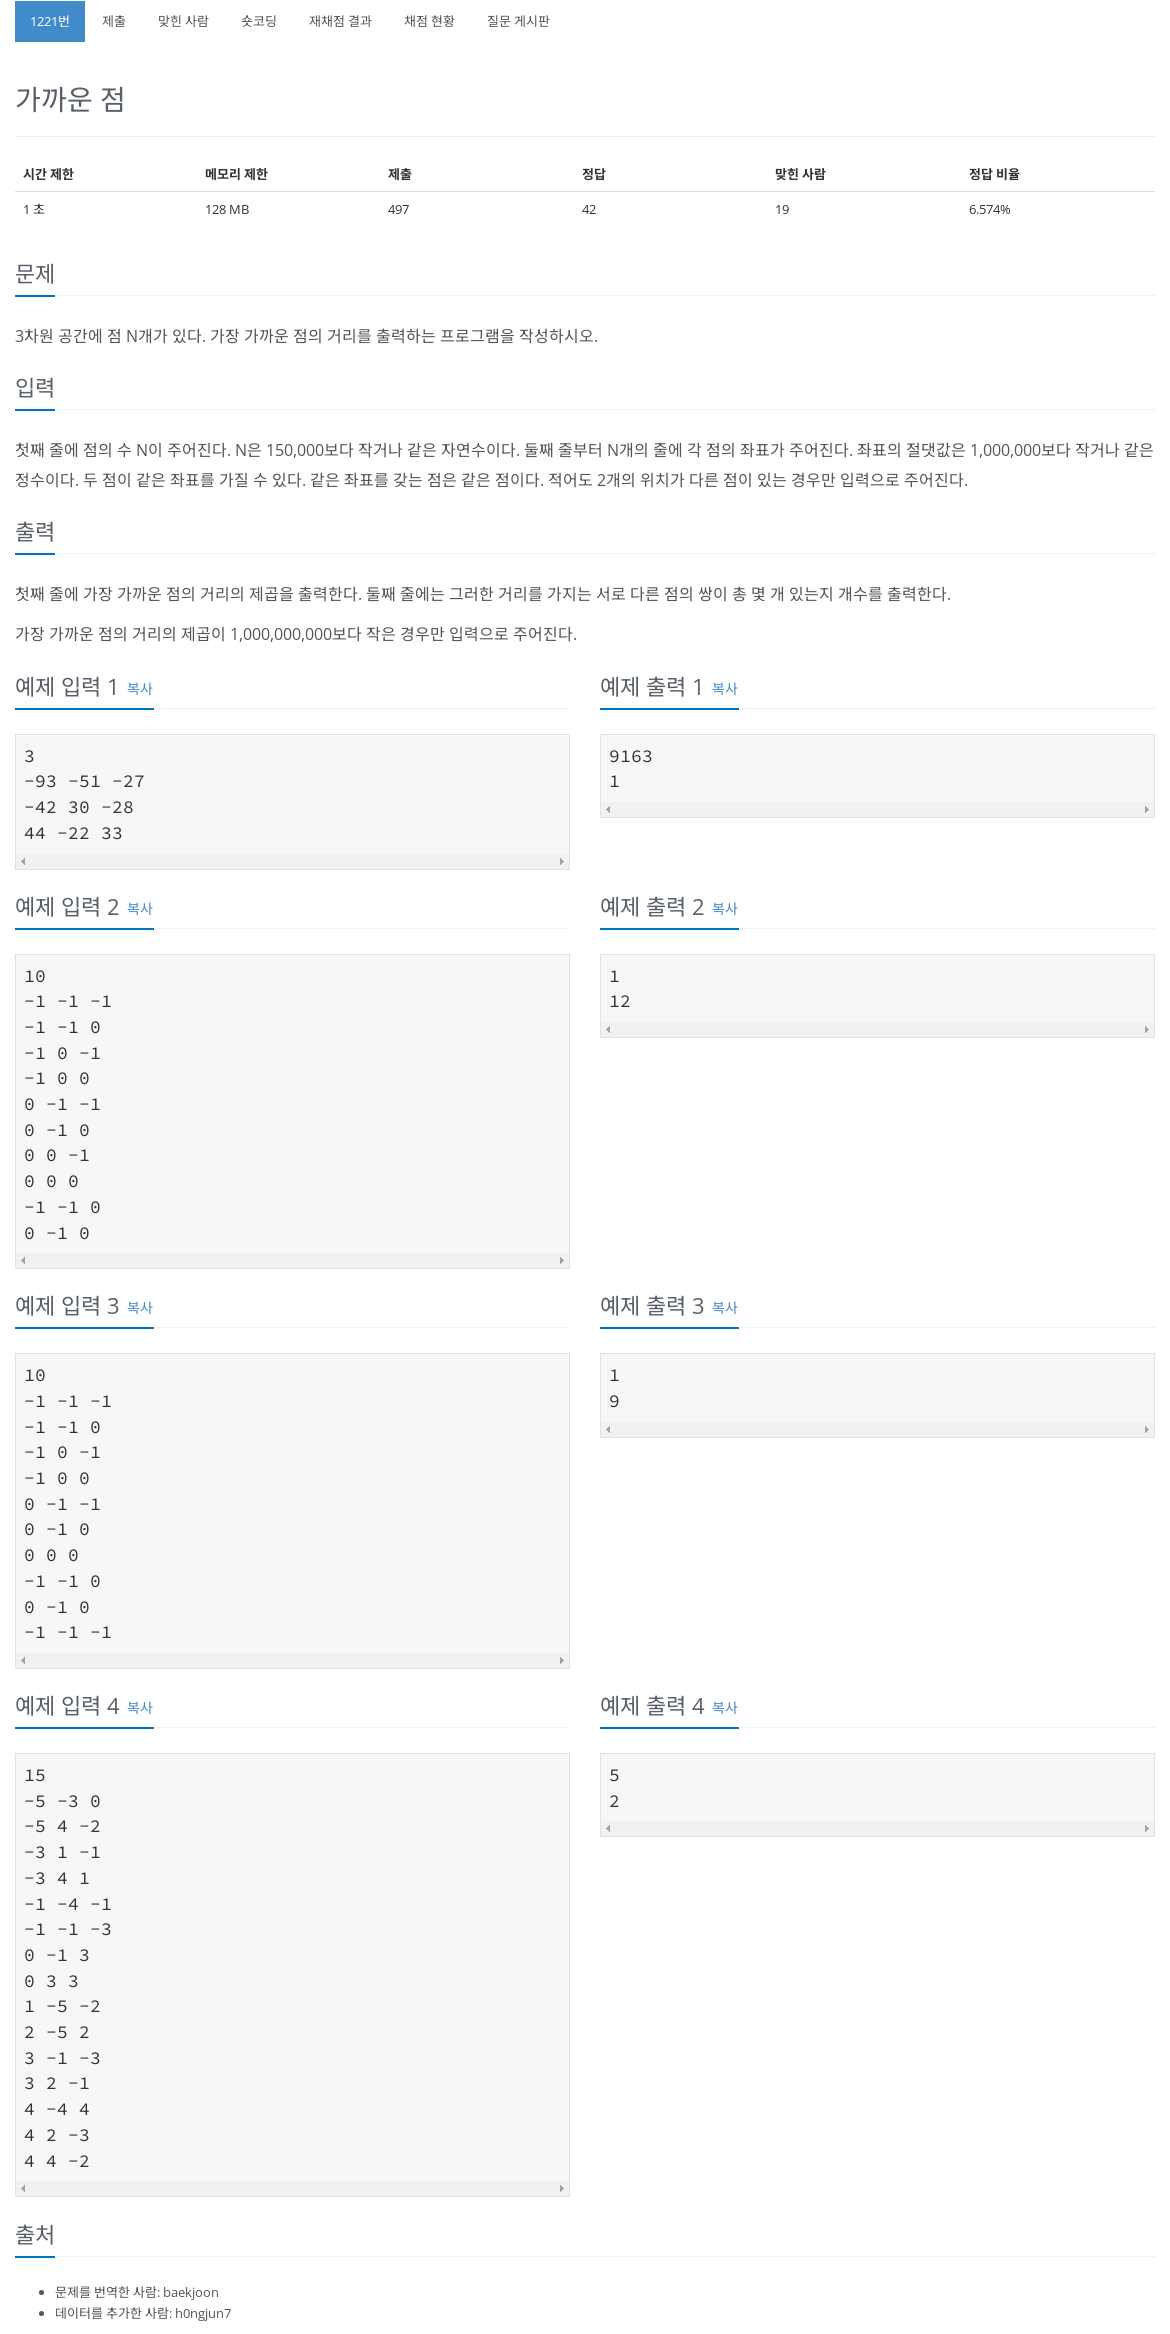 1221번 제출 맞힌 사람 숏코딩 재채점 결과 채점 현황 질문 게시판
가까운 점
시간 제한 메모리 제한 제출 정답 맞힌 사람 정답 비율
1 초 128 MB 497 42 19 6.574%
문제
3차원 공간에 점 N개가 있다. 가장 가까운 점의 거리를 출력하는 프로그램을 작성하시오.
입력
첫째 줄에 점의 수 N이 주어진다. N은 150,000보다 작거나 같은 자연수이다. 둘째 줄부터 N개의 줄에 각 점의 좌표가 주어진다. 좌표의 절댓값은 1,000,000보다 작거나 같은
정수이다. 두 점이 같은 좌표를 가질 수 있다. 같은 좌표를 갖는 점은 같은 점이다. 적어도 2개의 위치가 다른 점이 있는 경우만 입력으로 주어진다.
출력
첫째 줄에 가장 가까운 점의 거리의 제곱을 출력한다. 둘째 줄에는 그러한 거리를 가지는 서로 다른 점의 쌍이 총 몇 개 있는지 개수를 출력한다.
가장 가까운 점의 거리의 제곱이 1,000,000,000보다 작은 경우만 입력으로 주어진다.
예제 입력 1 복사
3
-93 -51 -27
-42 30 -28
44 -22 33
예제 출력 1 복사
9163
1
예제 입력 2 복사
10
-1 -1 -1
-1 -1 0
-1 0 -1
-1 0 0
0 -1 -1
0 -1 0
0 0 -1
0 0 0
-1 -1 0
0 -1 0
예제 출력 2 복사
1
12
예제 입력 3 복사
10
-1 -1 -1
-1 -1 0
-1 0 -1
-1 0 0
0 -1 -1
0 -1 0
0 0 0
-1 -1 0
0 -1 0
-1 -1 -1
예제 출력 3 복사
1
9
예제 입력 4 복사
15
-5 -3 0
-5 4 -2
-3 1 -1
-3 4 1
-1 -4 -1
-1 -1 -3
0 -1 3
0 3 3
1 -5 -2
2 -5 2
3 -1 -3
3 2 -1
4 -4 4
4 2 -3
4 4 -2
예제 출력 4 복사
5
2
출처
문제를 번역한 사람: baekjoon
데이터를 추가한 사람: h0ngjun7